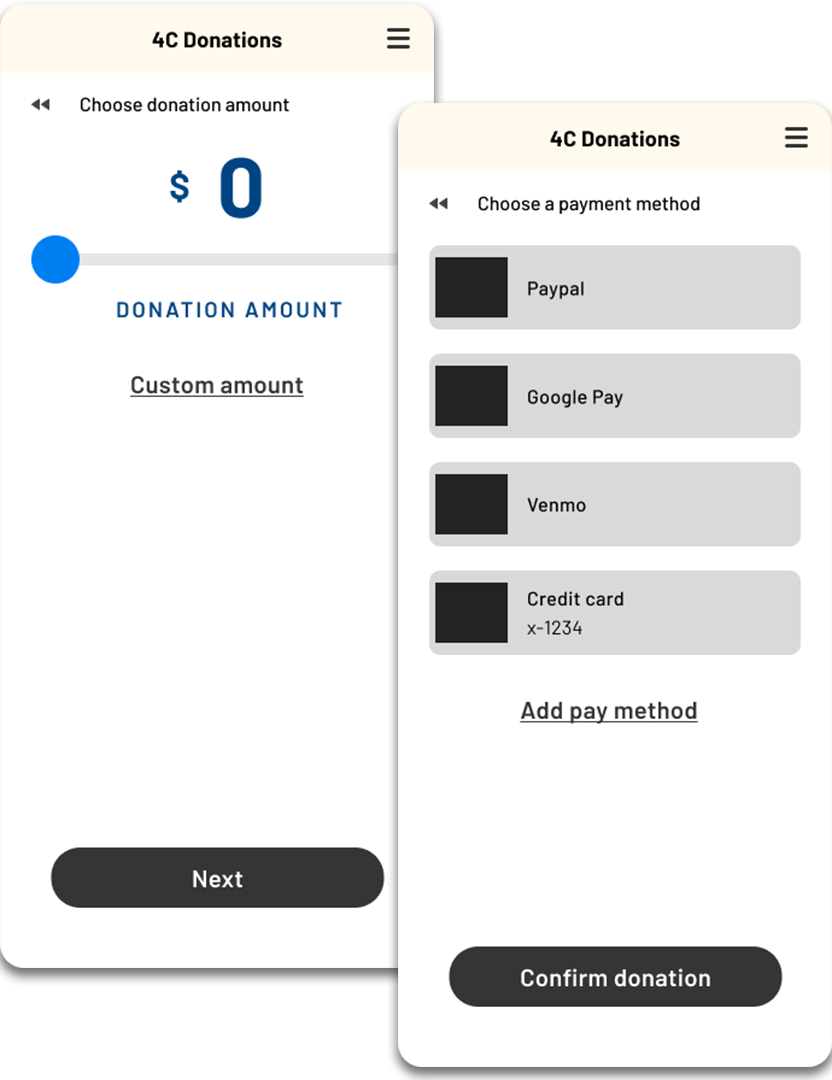 4C Donations
Choose donation amount
$ 0
DONATION AMOUNT
Custom amount
Next
4C Donations
Choose a payment method
Paypal
Google Pay
Venmo
Credit card
x-1234
Add pay method
Confirm donation